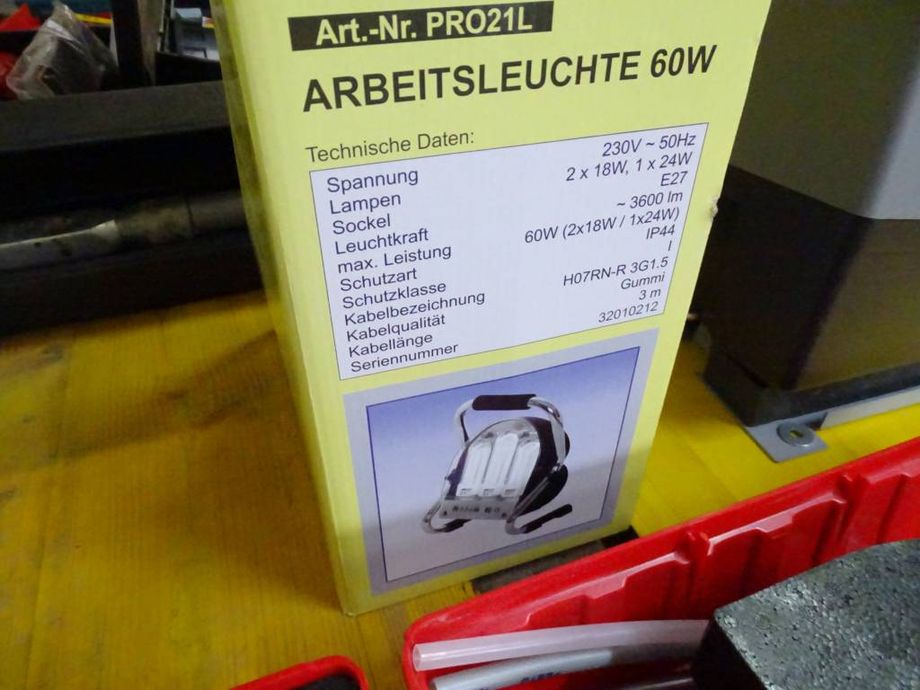 Art.-Nr. PRO21L
ARBEITSLEUCHTE 60W
Technische Daten:
Spannung 230V ~ 50Hz
Lampen 2 x 18W, 1 x 24W
Sockel E27
Leuchtkraft ~ 3600 lm
max. Leistung 60W (2x18W / 1x24W)
Schutzart IP44
Schutzklasse I
Kabelbezeichnung H07RN-R 3G1.5
Kabelqualität Gummi
Kabellänge 3 m
Seriennummer 32010212